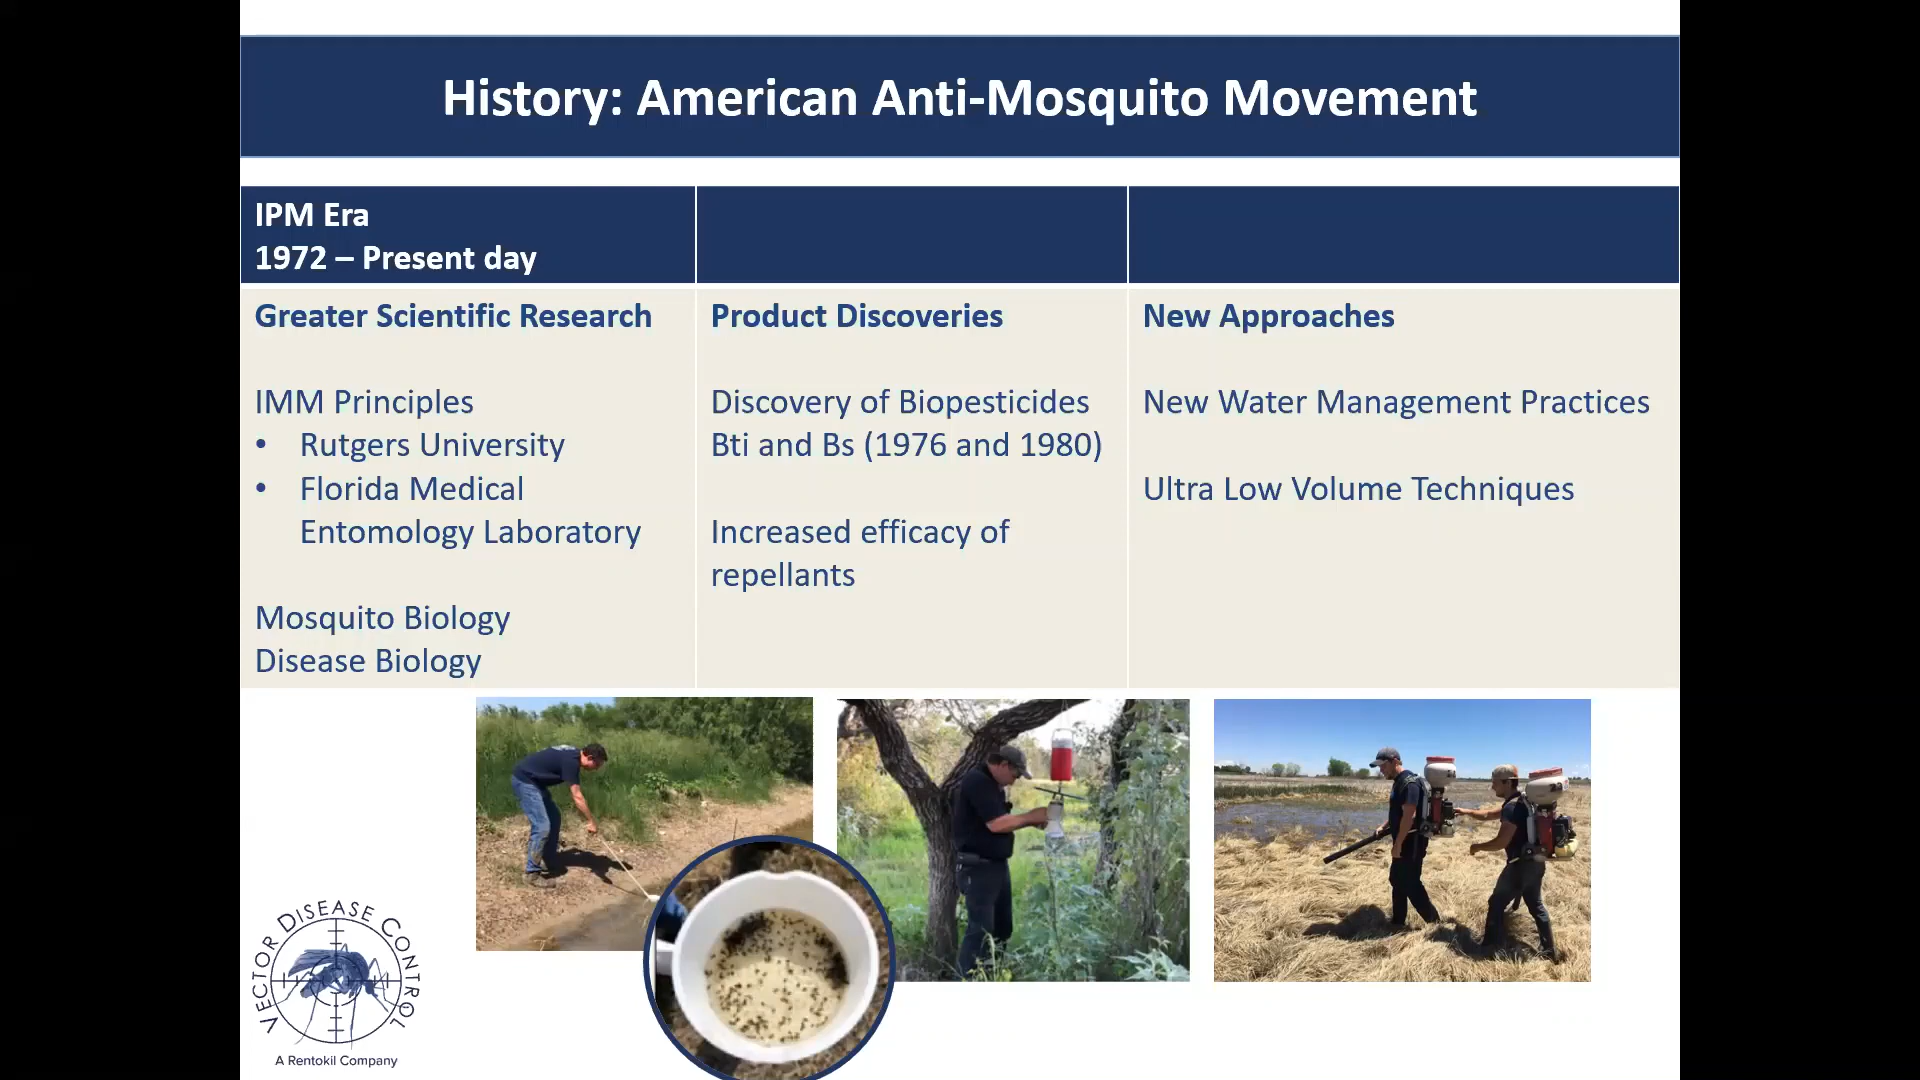 History: American Anti-Mosquito Movement
IPM Era
1972 – Present day
Greater Scientific Research
IMM Principles
• Rutgers University
• Florida Medical
Entomology Laboratory
Mosquito Biology
Disease Biology
Product Discoveries
Discovery of Biopesticides
Bti and Bs (1976 and 1980)
Increased efficacy of
repellants
New Approaches
New Water Management Practices
Ultra Low Volume Techniques
VECTOR DISEASE CONTROL
A Rentokil Company